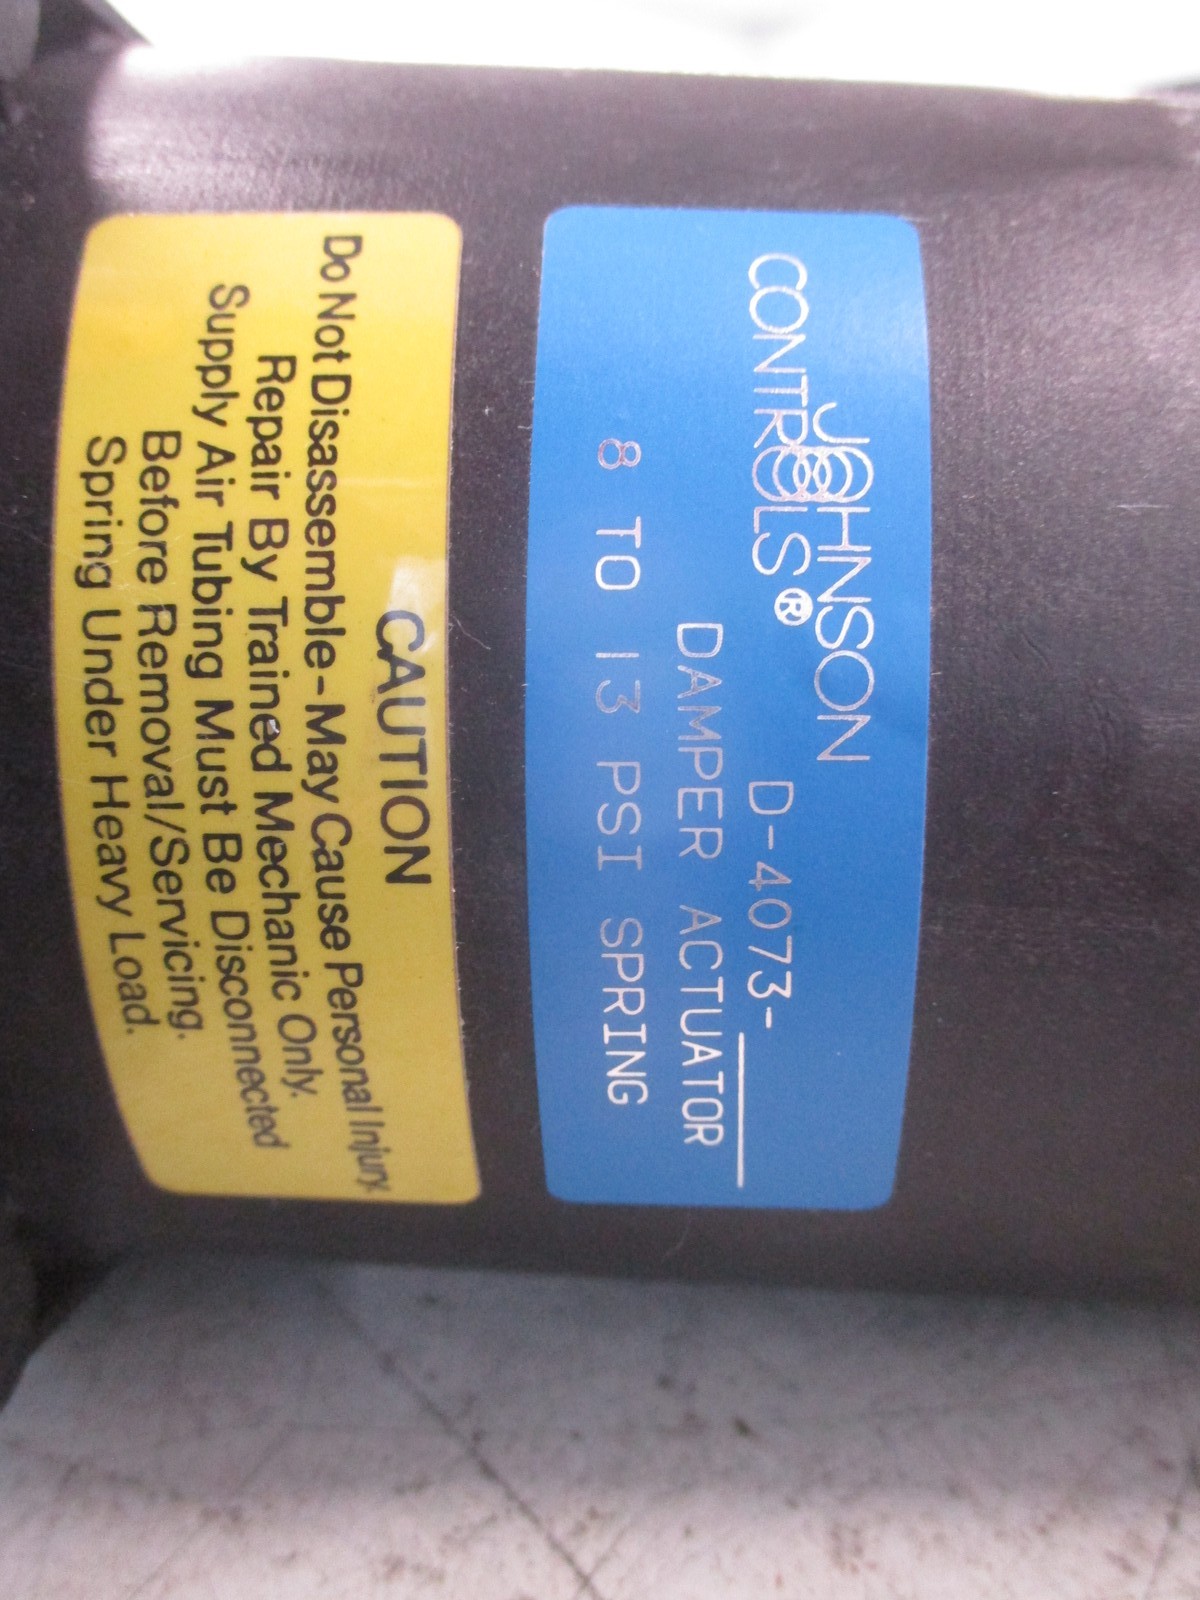 JOHNSON
CONTROLS® D-4073-
DAMPER ACTUATOR
8 TO 13 PSI SPRING
CAUTION
Do Not Disassemble-May Cause Personal Injury.
Repair By Trained Mechanic Only.
Supply Air Tubing Must Be Disconnected
Before Removal/Servicing.
Spring Under Heavy Load.